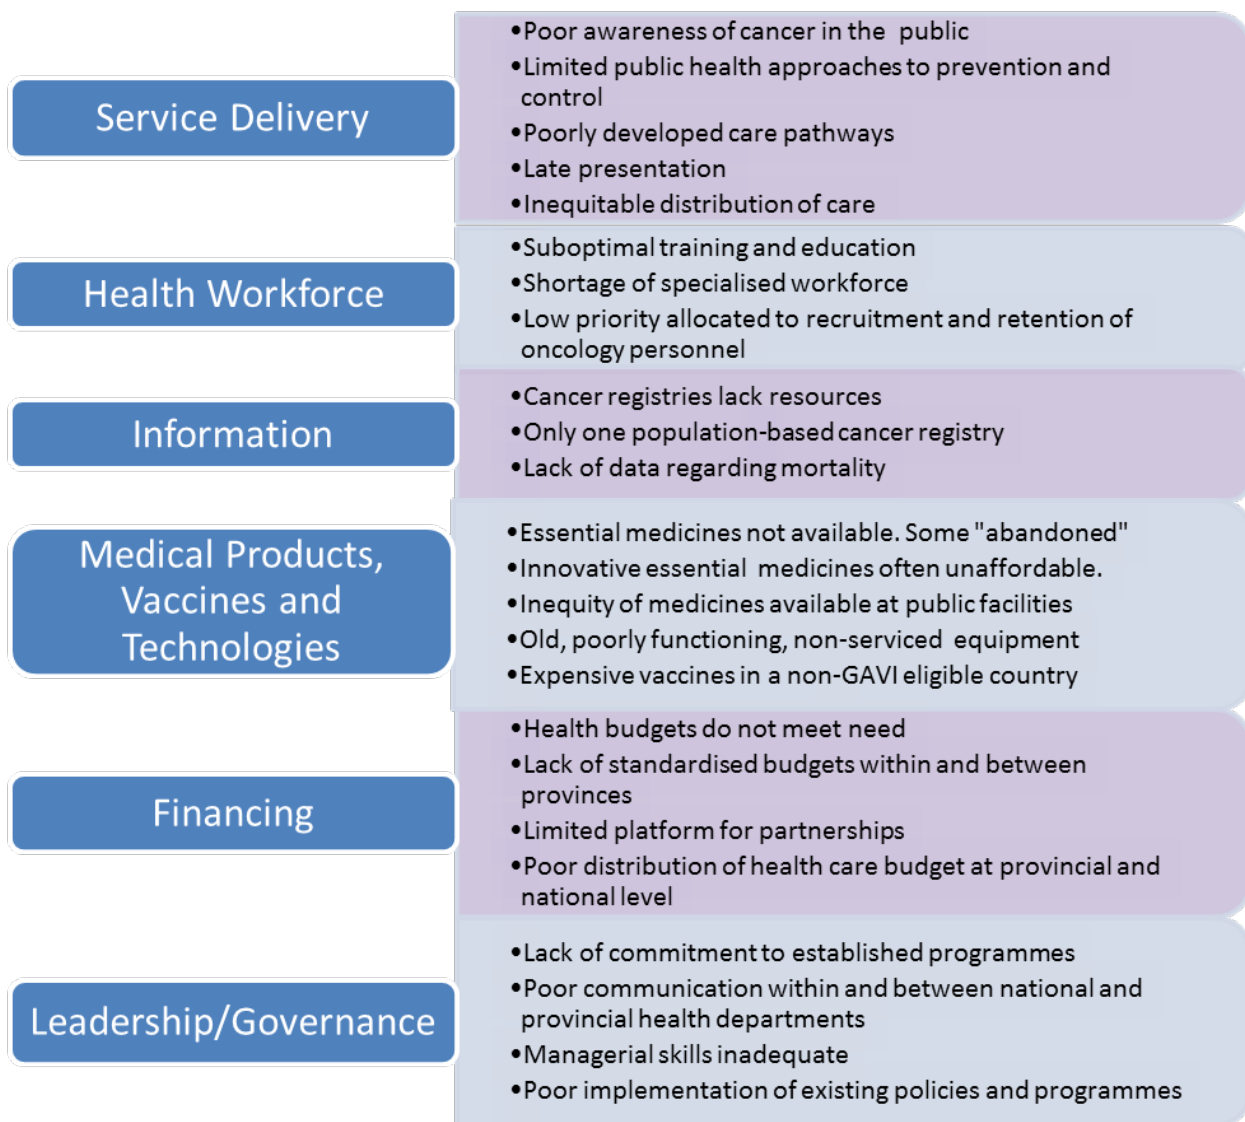 Service Delivery
•Poor awareness of cancer in the  public
•Limited public health approaches to prevention and
control
•Poorly developed care pathways
•Late presentation
•Inequitable distribution of care
Health Workforce
•Suboptimal training and education
•Shortage of specialised workforce
•Low priority allocated to recruitment and retention of
oncology personnel
Information
•Cancer registries lack resources
•Only one population-based cancer registry
•Lack of data regarding mortality
Medical Products,
Vaccines and
Technologies
•Essential medicines not available. Some "abandoned"
•Innovative essential  medicines often unaffordable.
•Inequity of medicines available at public facilities
•Old, poorly functioning, non-serviced  equipment
•Expensive vaccines in a non-GAVI eligible country
Financing
•Health budgets do not meet need
•Lack of standardised budgets within and between
provinces
•Limited platform for partnerships
•Poor distribution of health care budget at provincial and
national level
Leadership/Governance
•Lack of commitment to established programmes
•Poor communication within and between national and
provincial health departments
•Managerial skills inadequate
•Poor implementation of existing policies and programmes